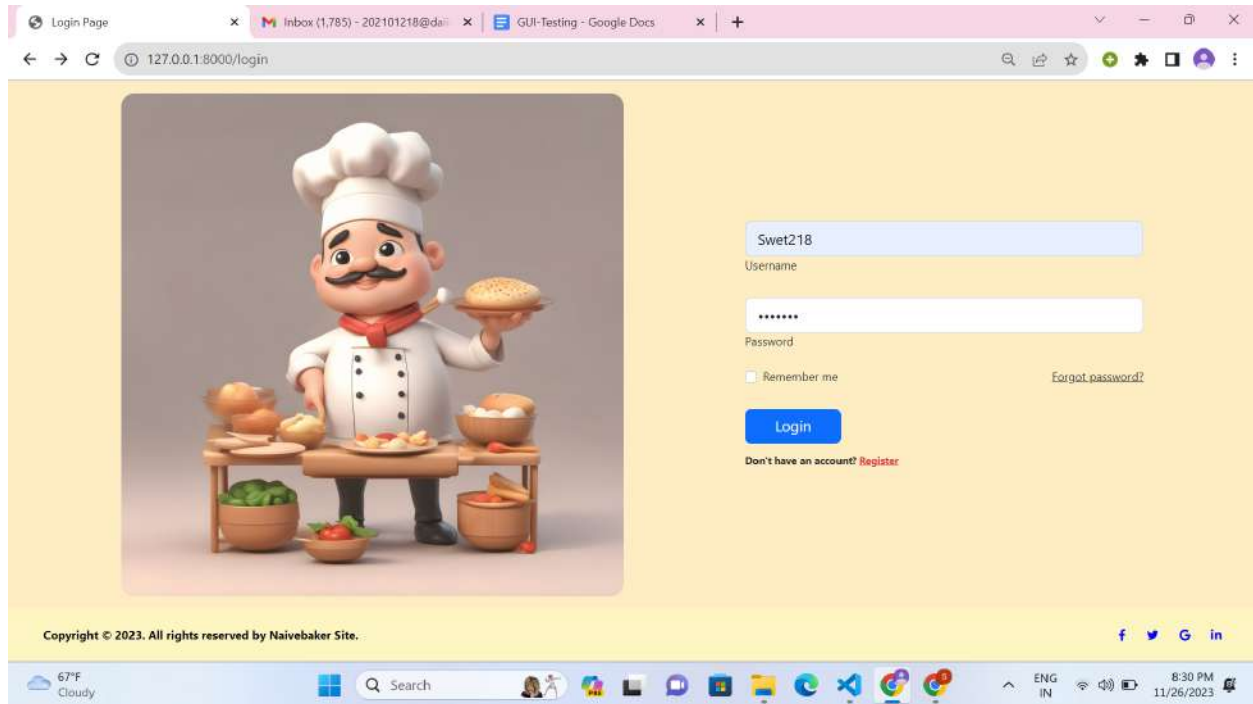 Login Page
Inbox (1,785) - 202101218@dai
GUI-Testing - Google Docs
127.0.0.1:8000/login
Swet218
Username
•••••••
Password
Remember me
Forgot password?
Login
Don't have an account? Register
Copyright © 2023. All rights reserved by Naivebaker Site.
f G in
67°F
Cloudy
Search
ENG
IN
8:30 PM
11/26/2023